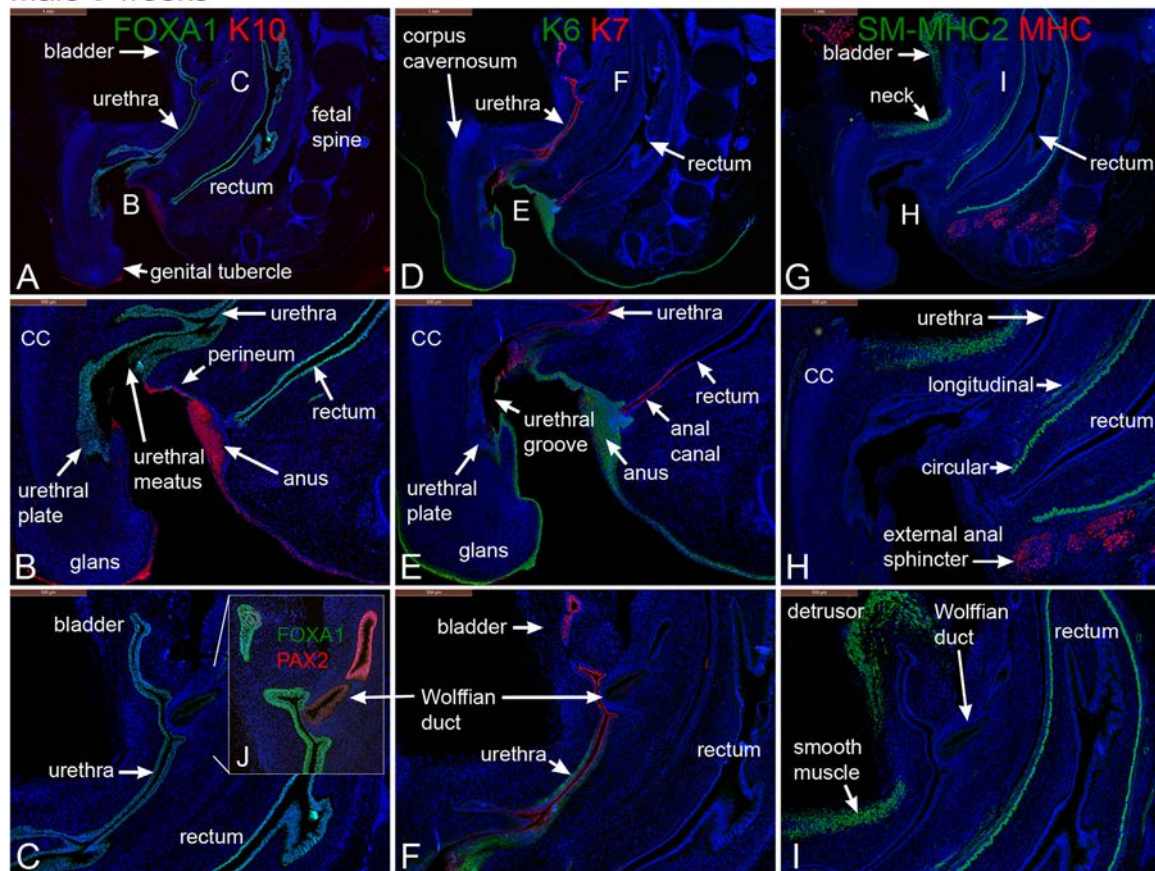 FOXA1 K10
bladder
C
urethra
fetal
spine
rectum
B
A
genital tubercle
K6 K7
corpus
cavernosum
F
urethra
rectum
E
D
SM-MHC2 MHC
bladder
I
neck
rectum
H
G
urethra
CC
perineum
rectum
urethral
meatus
anus
urethral
plate
glans
B
urethra
CC
rectum
urethral
groove
anal
canal
anus
urethral
plate
glans
E
urethra
CC
longitudinal
rectum
circular
external anal
sphincter
H
bladder
FOXA1
PAX2
J
urethra
rectum
C
bladder
Wolffian
duct
urethra
rectum
F
detrusor
Wolffian
duct
rectum
smooth
muscle
I